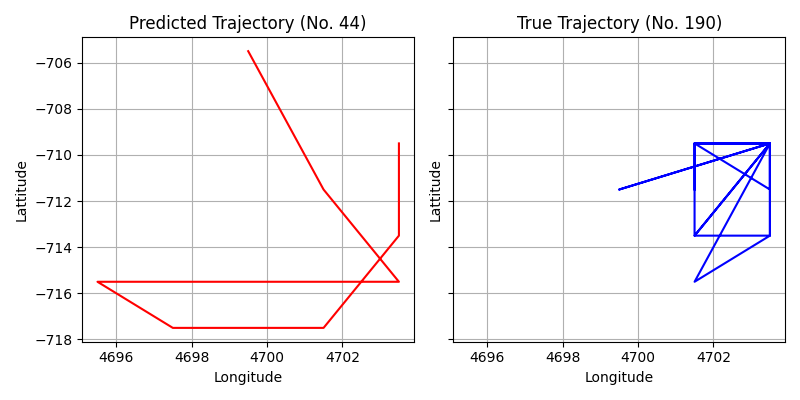 Predicted Trajectory (No. 44)
True Trajectory (No. 190)
−706
−708
−710
−712
−714
−716
−718
Lattitude
Lattitude
4696 4698 4700 4702
4696 4698 4700 4702
Longitude
Longitude